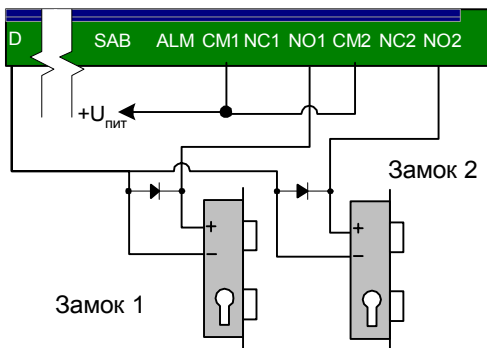 D SAB ALM CM1 NC1 NO1 CM2 NC2 NO2
+Uпит
Замок 2
+
−
+
−
Замок 1